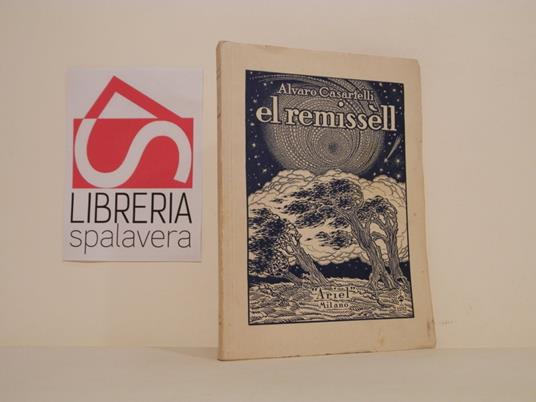 LIBRERIA
spalavera
Alvaro Casartelli
el remissèll
"Ariel"
Milano